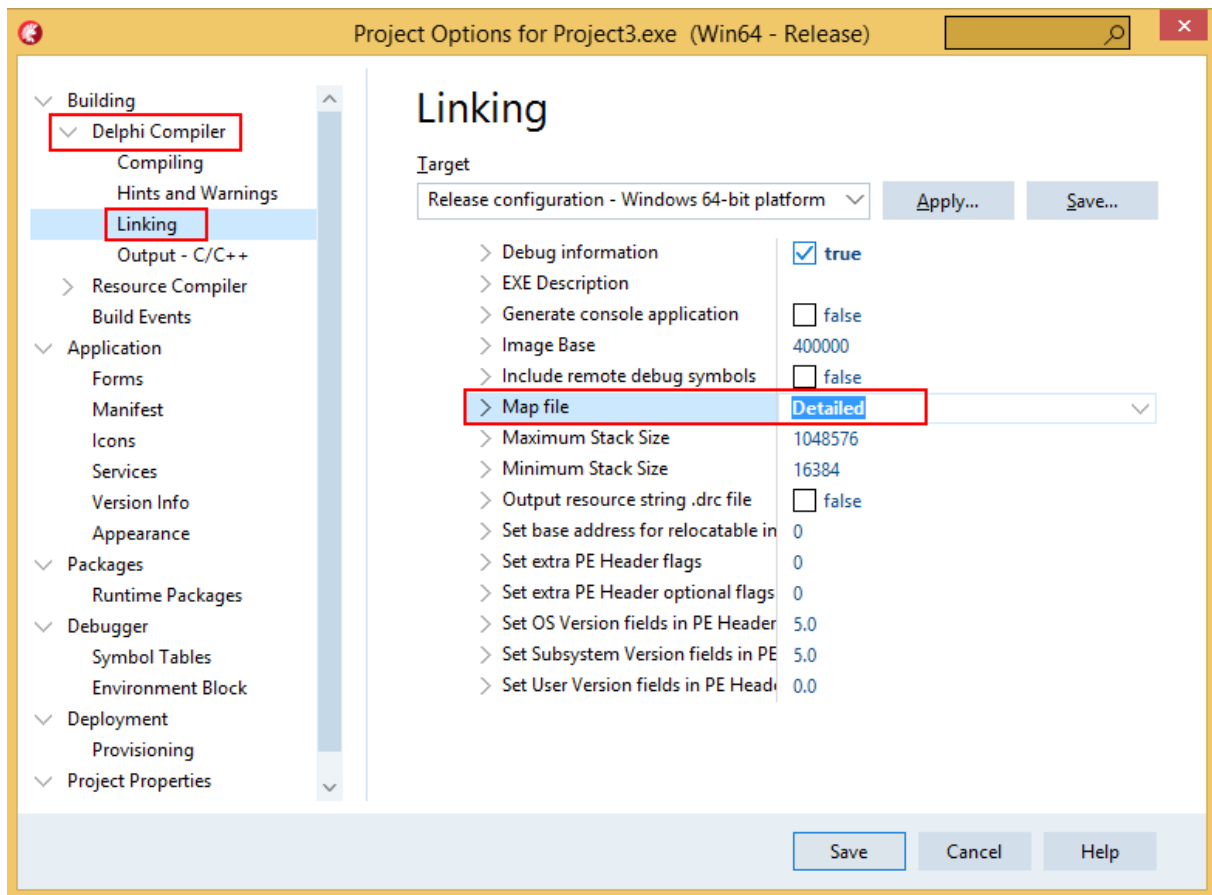 Project Options for Project3.exe (Win64 - Release)
Building
Delphi Compiler
Compiling
Hints and Warnings
Linking
Output - C/C++
Resource Compiler
Build Events
Application
Forms
Manifest
Icons
Services
Version Info
Appearance
Packages
Runtime Packages
Debugger
Symbol Tables
Environment Block
Deployment
Provisioning
Project Properties
Linking
Target
Release configuration - Windows 64-bit platform
Apply...
Save...
Debug information true
EXE Description
Generate console application false
Image Base 400000
Include remote debug symbols false
Map file Detailed
Maximum Stack Size 1048576
Minimum Stack Size 16384
Output resource string .drc file false
Set base address for relocatable in 0
Set extra PE Header flags 0
Set extra PE Header optional flags 0
Set OS Version fields in PE Header 5.0
Set Subsystem Version fields in PE 5.0
Set User Version fields in PE Head 0.0
Save Cancel Help